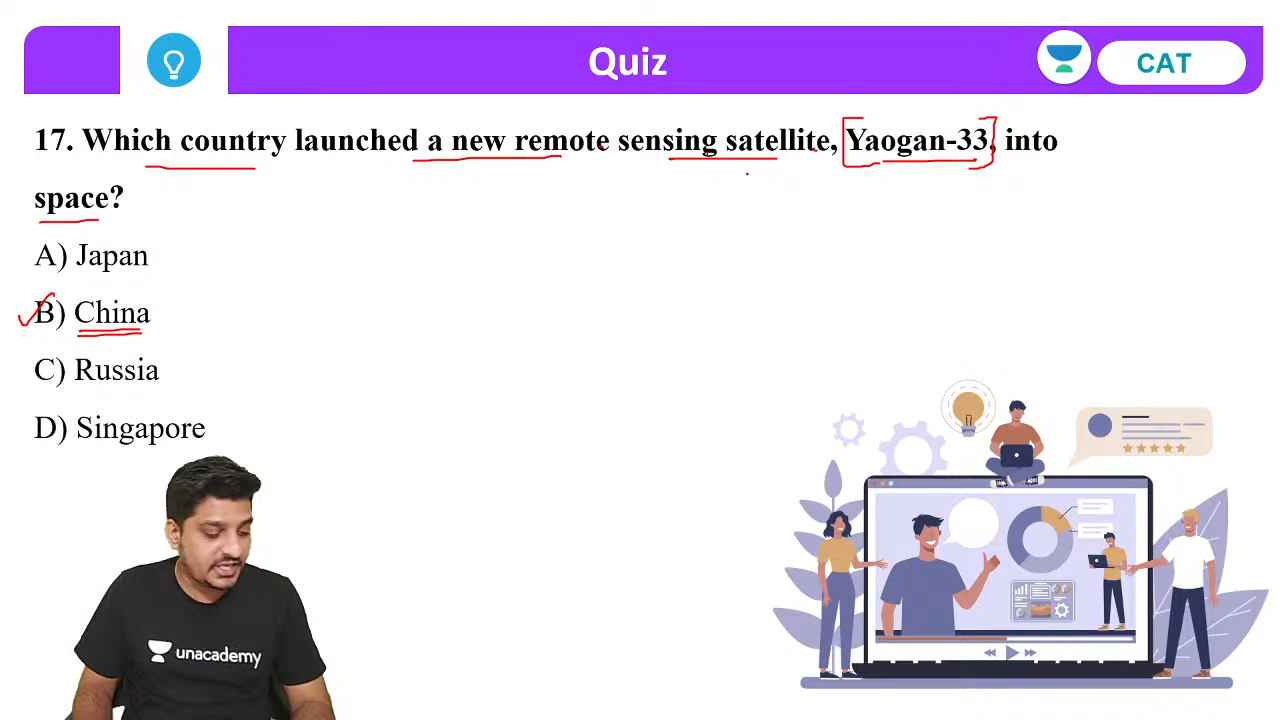 Quiz
CAT
17. Which country launched a new remote sensing satellite, Yaogan-33, into
space?
A) Japan
B) China
C) Russia
D) Singapore
unacademy